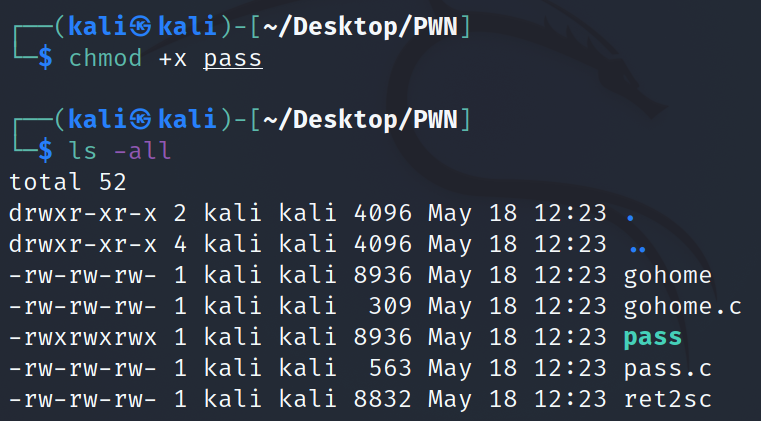 ┌──(kali㉿kali)-[~/Desktop/PWN]
└─$ chmod +x pass
┌──(kali㉿kali)-[~/Desktop/PWN]
└─$ ls -all
total 52
drwxr-xr-x 2 kali kali 4096 May 18 12:23 .
drwxr-xr-x 4 kali kali 4096 May 18 12:23 ..
-rw-rw-rw- 1 kali kali 8936 May 18 12:23 gohome
-rw-rw-rw- 1 kali kali  309 May 18 12:23 gohome.c
-rwxrwxrwx 1 kali kali 8936 May 18 12:23 pass
-rw-rw-rw- 1 kali kali  563 May 18 12:23 pass.c
-rw-rw-rw- 1 kali kali 8832 May 18 12:23 ret2sc